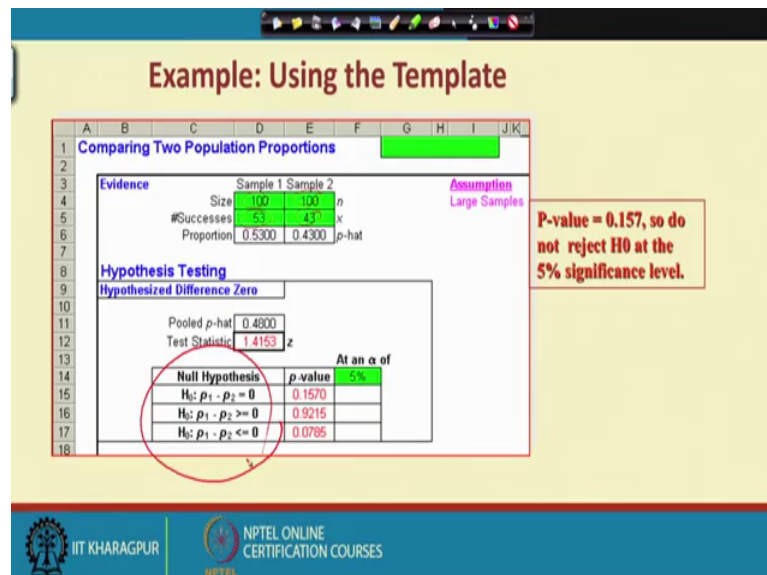 Example: Using the Template
A B C D E F G H I J K
1 Comparing Two Population Proportions
2
3 Evidence Sample 1 Sample 2 Assumption
4 Size 100 100 n Large Samples
5 #Successes 53 43 x
6 Proportion 0.5300 0.4300 p-hat
7
8 Hypothesis Testing
9 Hypothesized Difference Zero
10
11 Pooled p-hat 0.4800
12 Test Statistic 1.4153 z
13 At an α of
14 Null Hypothesis p-value 5%
15 H₀: p₁ - p₂ = 0 0.1570
16 H₀: p₁ - p₂ >= 0 0.9215
17 H₀: p₁ - p₂ <= 0 0.0785
18
P-value = 0.157, so do
not reject H0 at the
5% significance level.
IIT KHARAGPUR
NPTEL ONLINE
CERTIFICATION COURSES
NPTEL